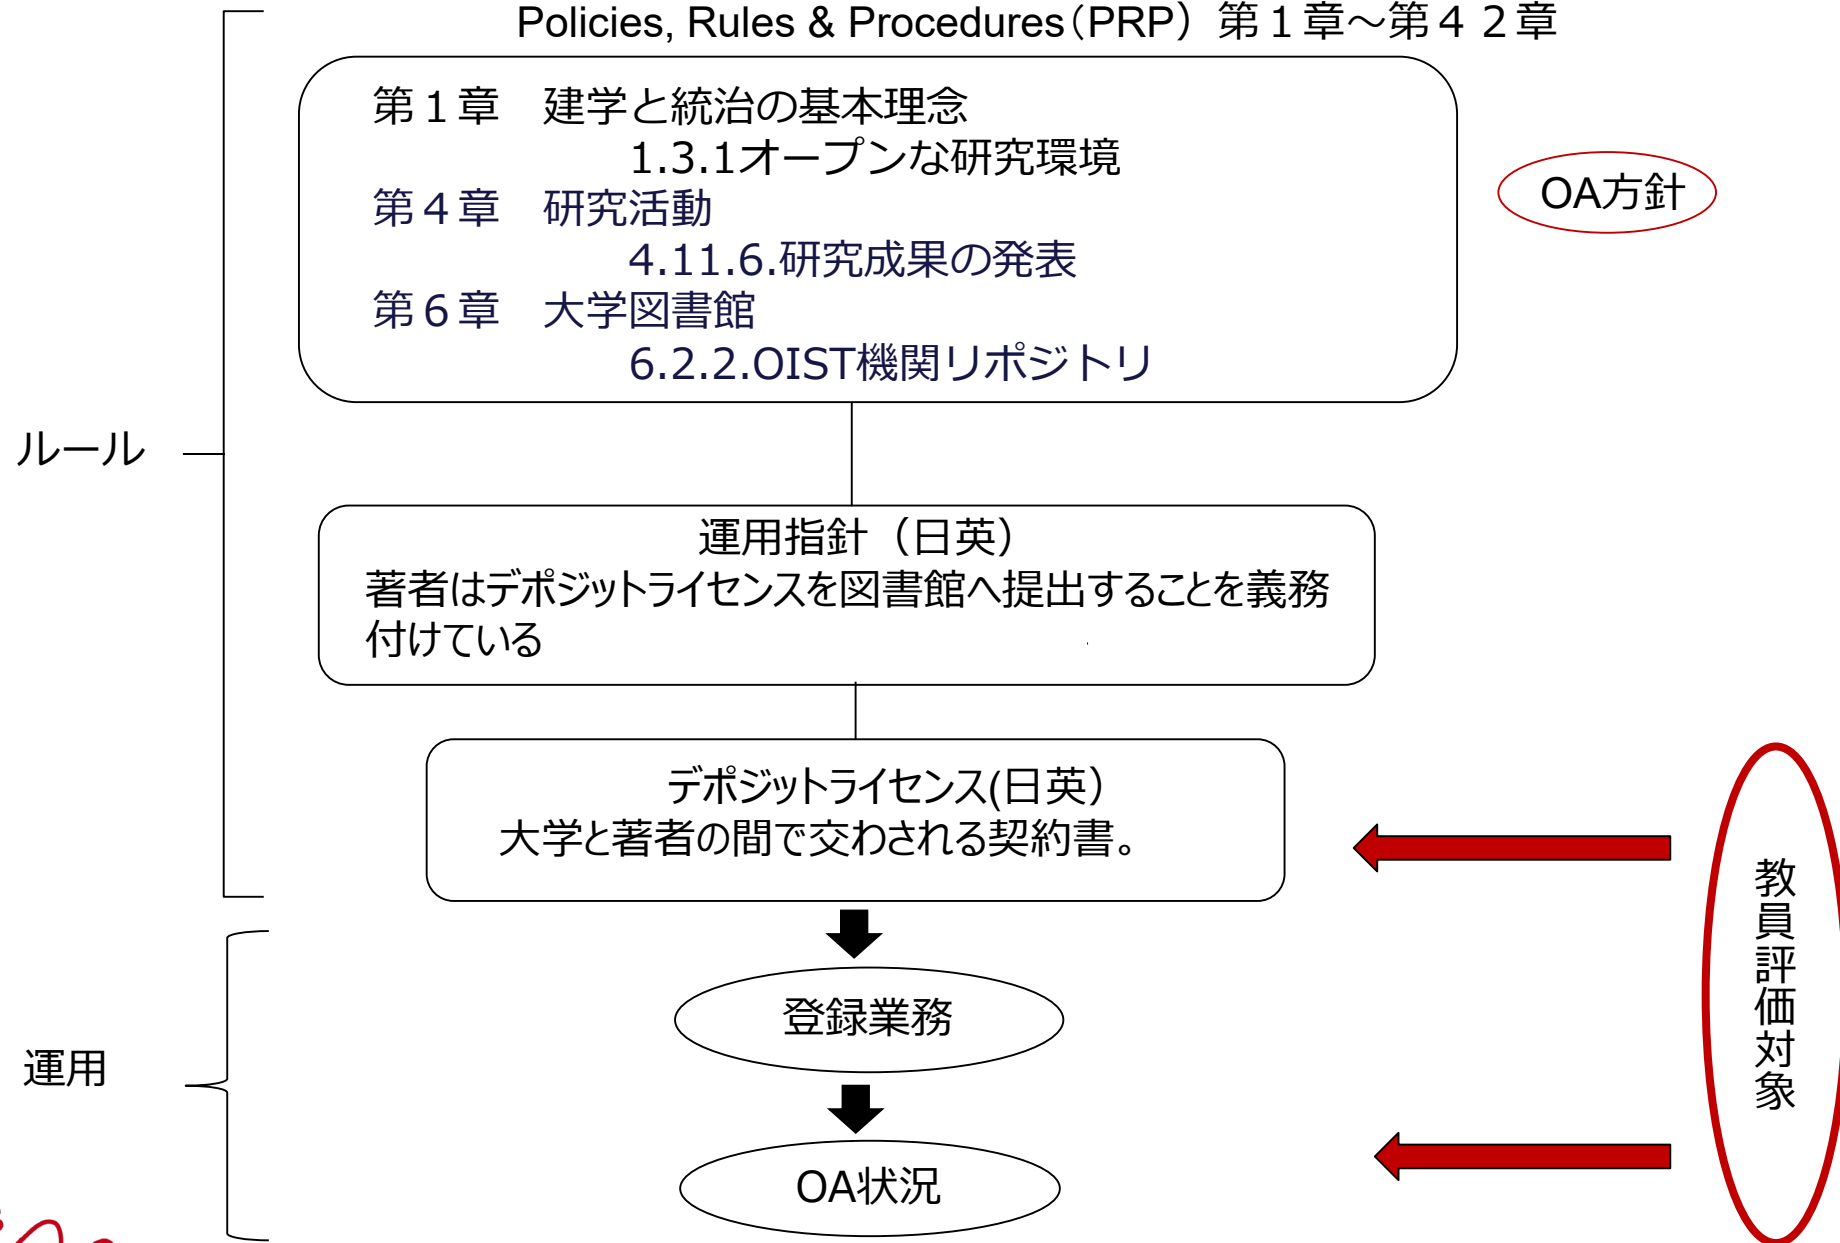 Policies, Rules & Procedures（PRP）第１章～第４２章
第１章　建学と統治の基本理念
1.3.1オープンな研究環境
第４章　研究活動
4.11.6.研究成果の発表
第６章　大学図書館
6.2.2.OIST機関リポジトリ
OA方針
ルール
運用指針（日英）
著者はデポジットライセンスを図書館へ提出することを義務
付けている
デポジットライセンス(日英）
大学と著者の間で交わされる契約書。
教員評価対象
登録業務
運用
OA状況